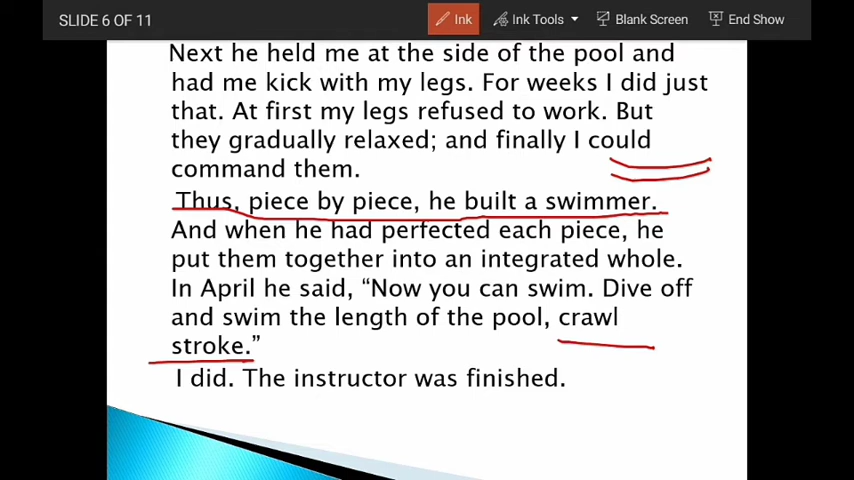 SLIDE 6 OF 11
Ink
Ink Tools
Blank Screen
End Show
Next he held me at the side of the pool and
had me kick with my legs. For weeks I did just
that. At first my legs refused to work. But
they gradually relaxed; and finally I could
command them.
Thus, piece by piece, he built a swimmer.
And when he had perfected each piece, he
put them together into an integrated whole.
In April he said, “Now you can swim. Dive off
and swim the length of the pool, crawl
stroke.”
I did. The instructor was finished.